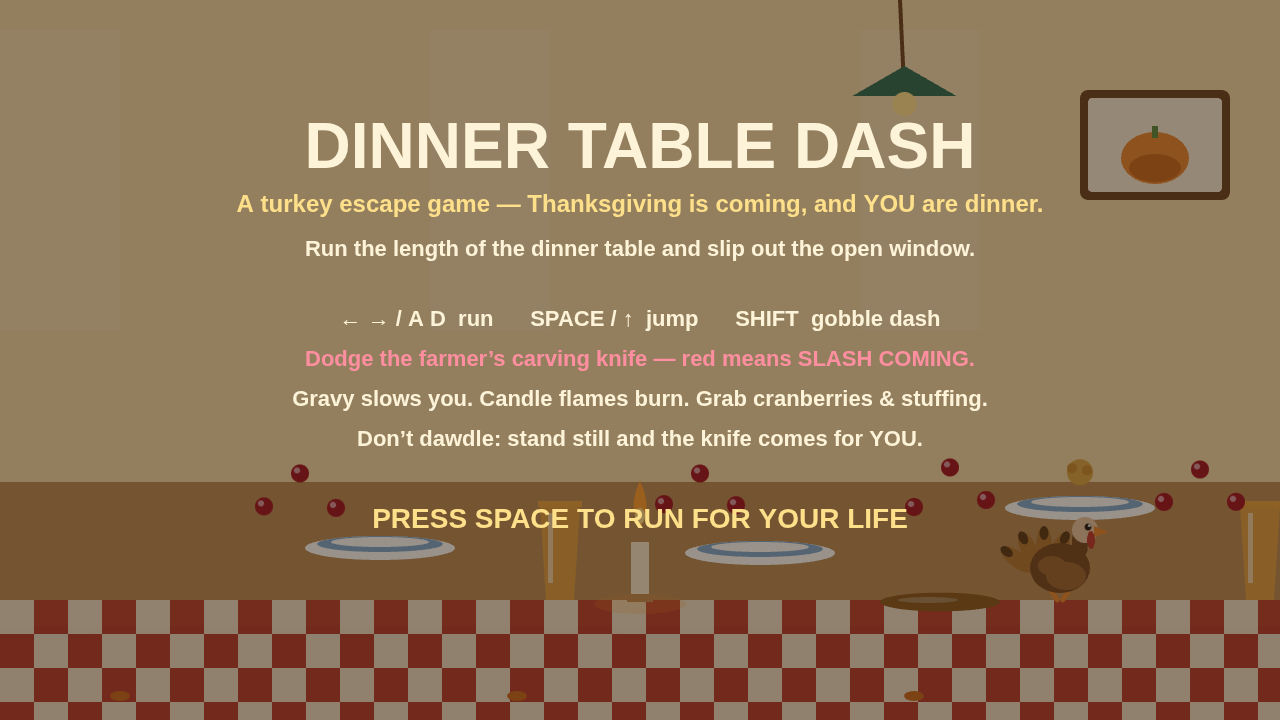 DINNER TABLE DASH
A turkey escape game — Thanksgiving is coming, and YOU are dinner.
Run the length of the dinner table and slip out the open window.
← → / A D run SPACE / ↑ jump SHIFT gobble dash
Dodge the farmer’s carving knife — red means SLASH COMING.
Gravy slows you. Candle flames burn. Grab cranberries & stuffing.
Don’t dawdle: stand still and the knife comes for YOU.
PRESS SPACE TO RUN FOR YOUR LIFE